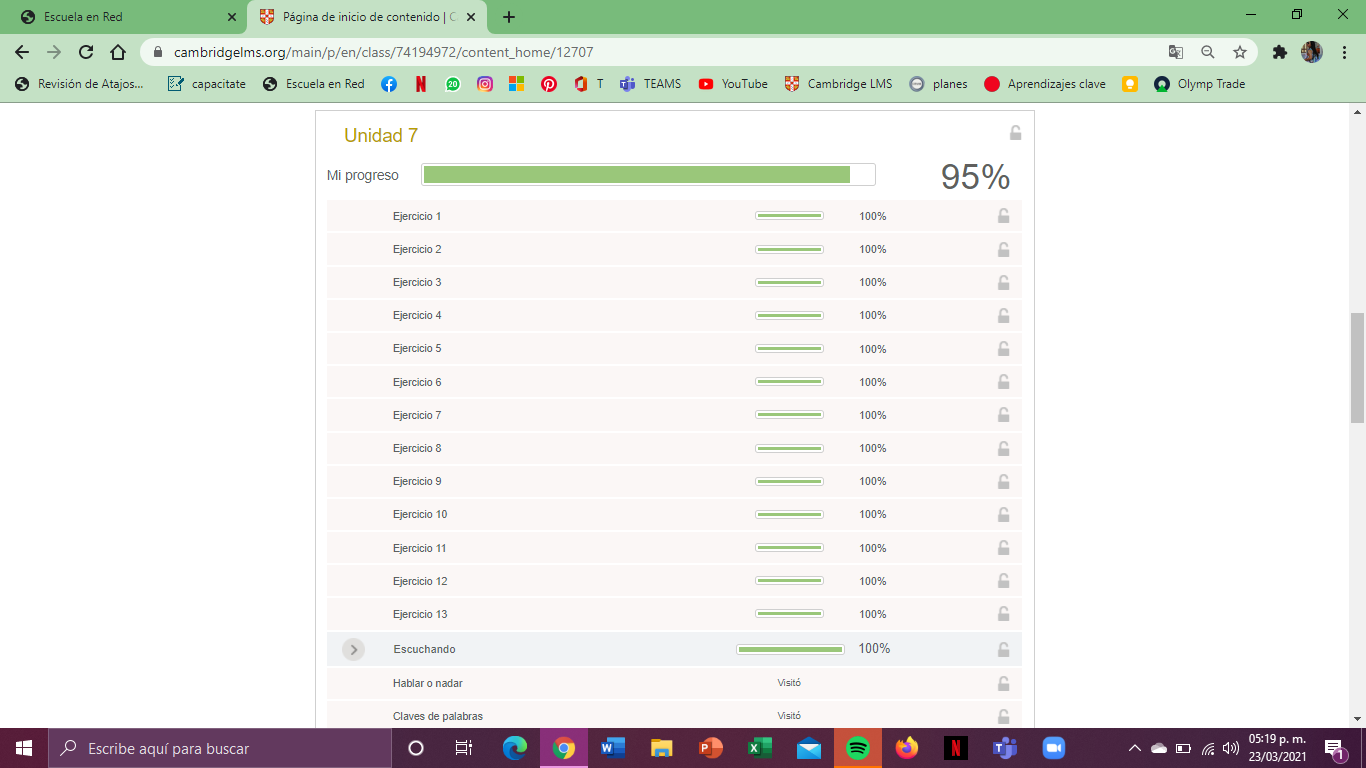 Escuela en Red
Página de inicio de contenido | C
cambridgelms.org/main/p/en/class/74194972/content_home/12707
Revisión de Atajos... capacitate Escuela en Red 20 T TEAMS YouTube Cambridge LMS planes Aprendizajes clave Olymp Trade
Unidad 7
Mi progreso 95%
Ejercicio 1 100%
Ejercicio 2 100%
Ejercicio 3 100%
Ejercicio 4 100%
Ejercicio 5 100%
Ejercicio 6 100%
Ejercicio 7 100%
Ejercicio 8 100%
Ejercicio 9 100%
Ejercicio 10 100%
Ejercicio 11 100%
Ejercicio 12 100%
Ejercicio 13 100%
Escuchando 100%
Hablar o nadar Visitó
Claves de palabras Visitó
Escribe aquí para buscar
05:19 p. m.
23/03/2021
1